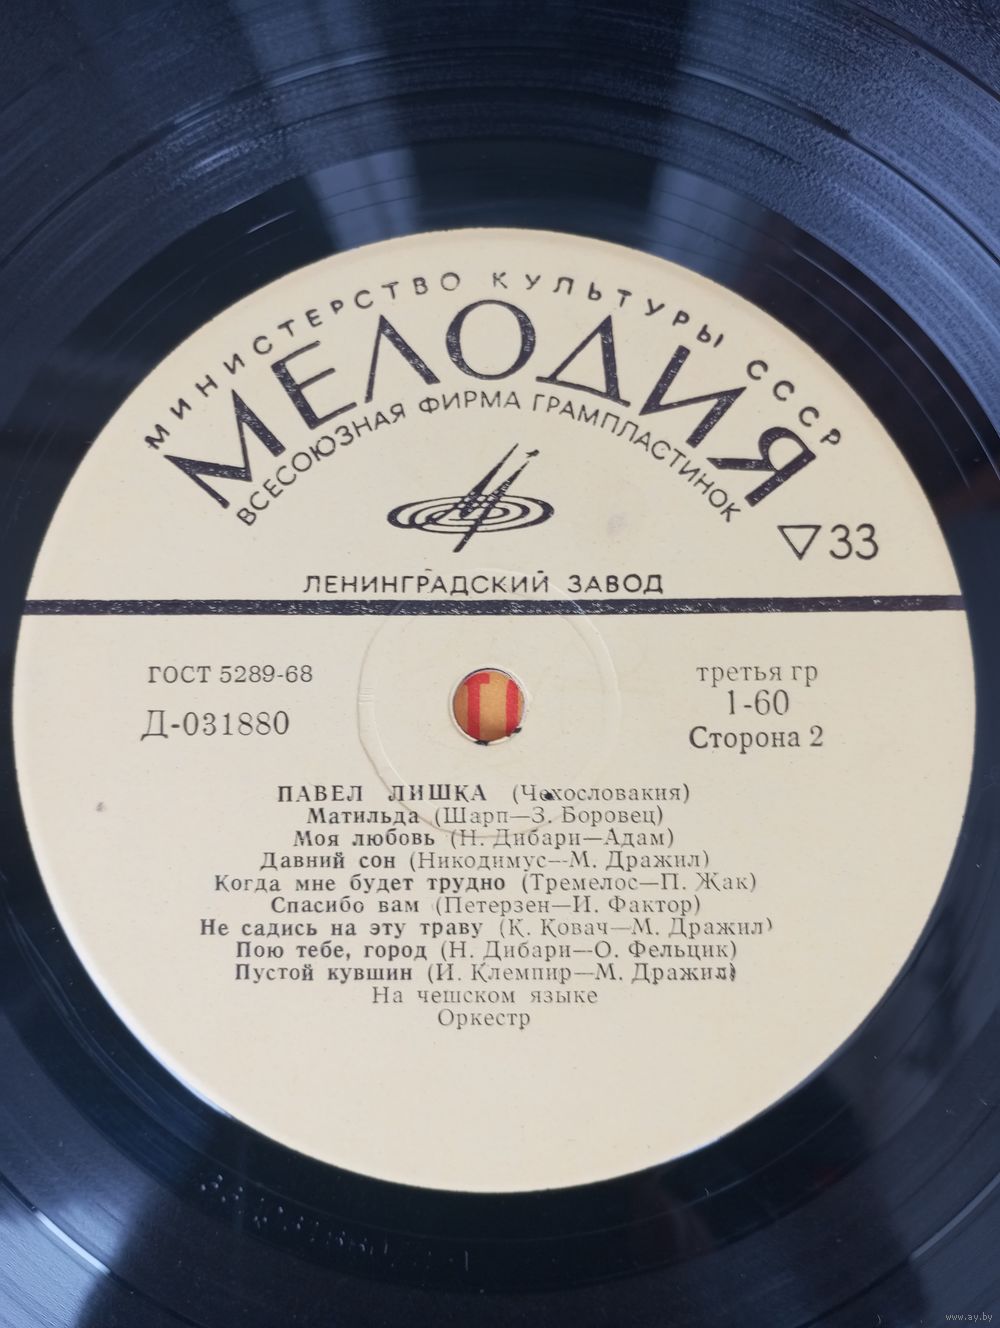 МИНИСТЕРСТВО КУЛЬТУРЫ СССР
МЕЛОДИЯ
ВСЕСОЮЗНАЯ ФИРМА ГРАМПЛАСТИНОК
▽33
ЛЕНИНГРАДСКИЙ ЗАВОД
ГОСТ 5289-68
Д-031880
третья гр
1-60
Сторона 2
ПАВЕЛ ЛИШКА (Чехословакия)
Матильда (Шарп—З. Боровец)
Моя любовь (Н. Дибари—Адам)
Давний сон (Никодимус—М. Дражил)
Когда мне будет трудно (Тремелос—П. Жак)
Спасибо вам (Петерзен—И. Фактор)
Не садись на эту траву (К. Ковач—М. Дражил)
Пою тебе, город (Н. Дибари—О. Фельцик)
Пустой кувшин (И. Клемпир—М. Дражил)
На чешском языке
Оркестр
www.ay.by